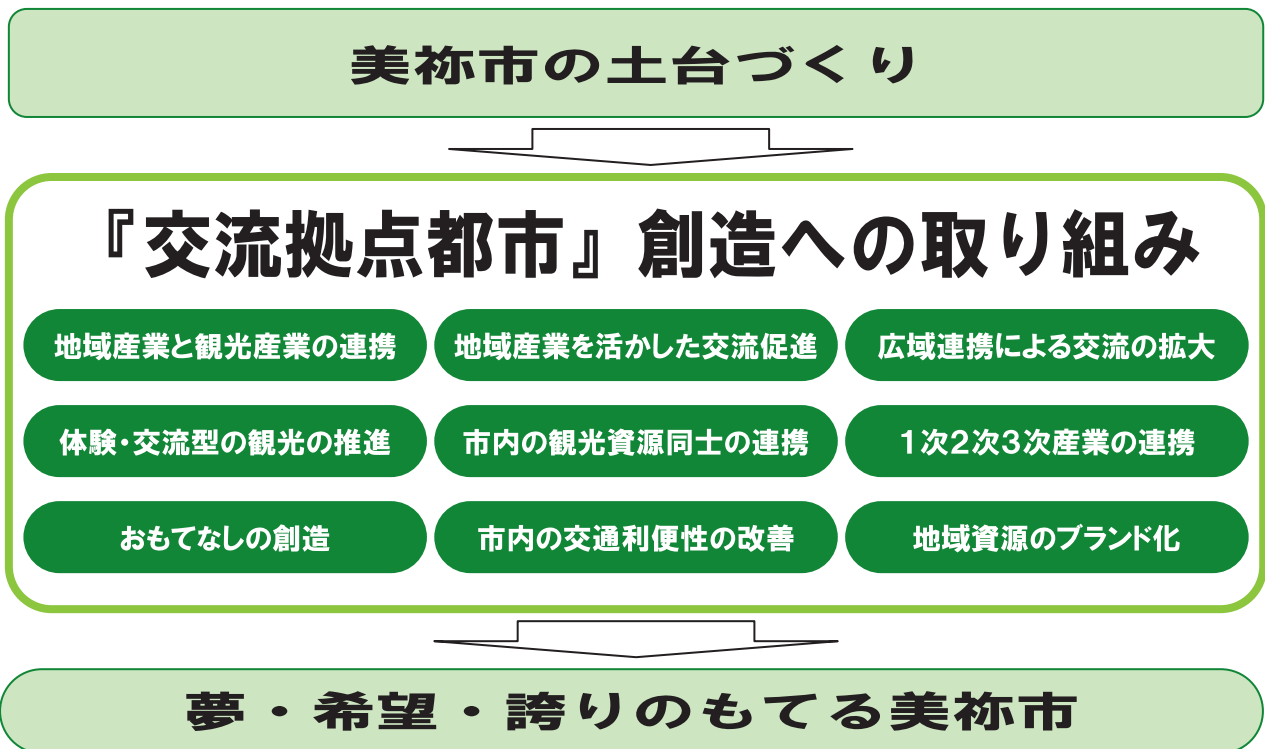 美祢市の土台づくり
『交流拠点都市』創造への取り組み
地域産業と観光産業の連携
地域産業を活かした交流促進
広域連携による交流の拡大
体験・交流型の観光の推進
市内の観光資源同士の連携
1次2次3次産業の連携
おもてなしの創造
市内の交通利便性の改善
地域資源のブランド化
夢・希望・誇りのもてる美祢市